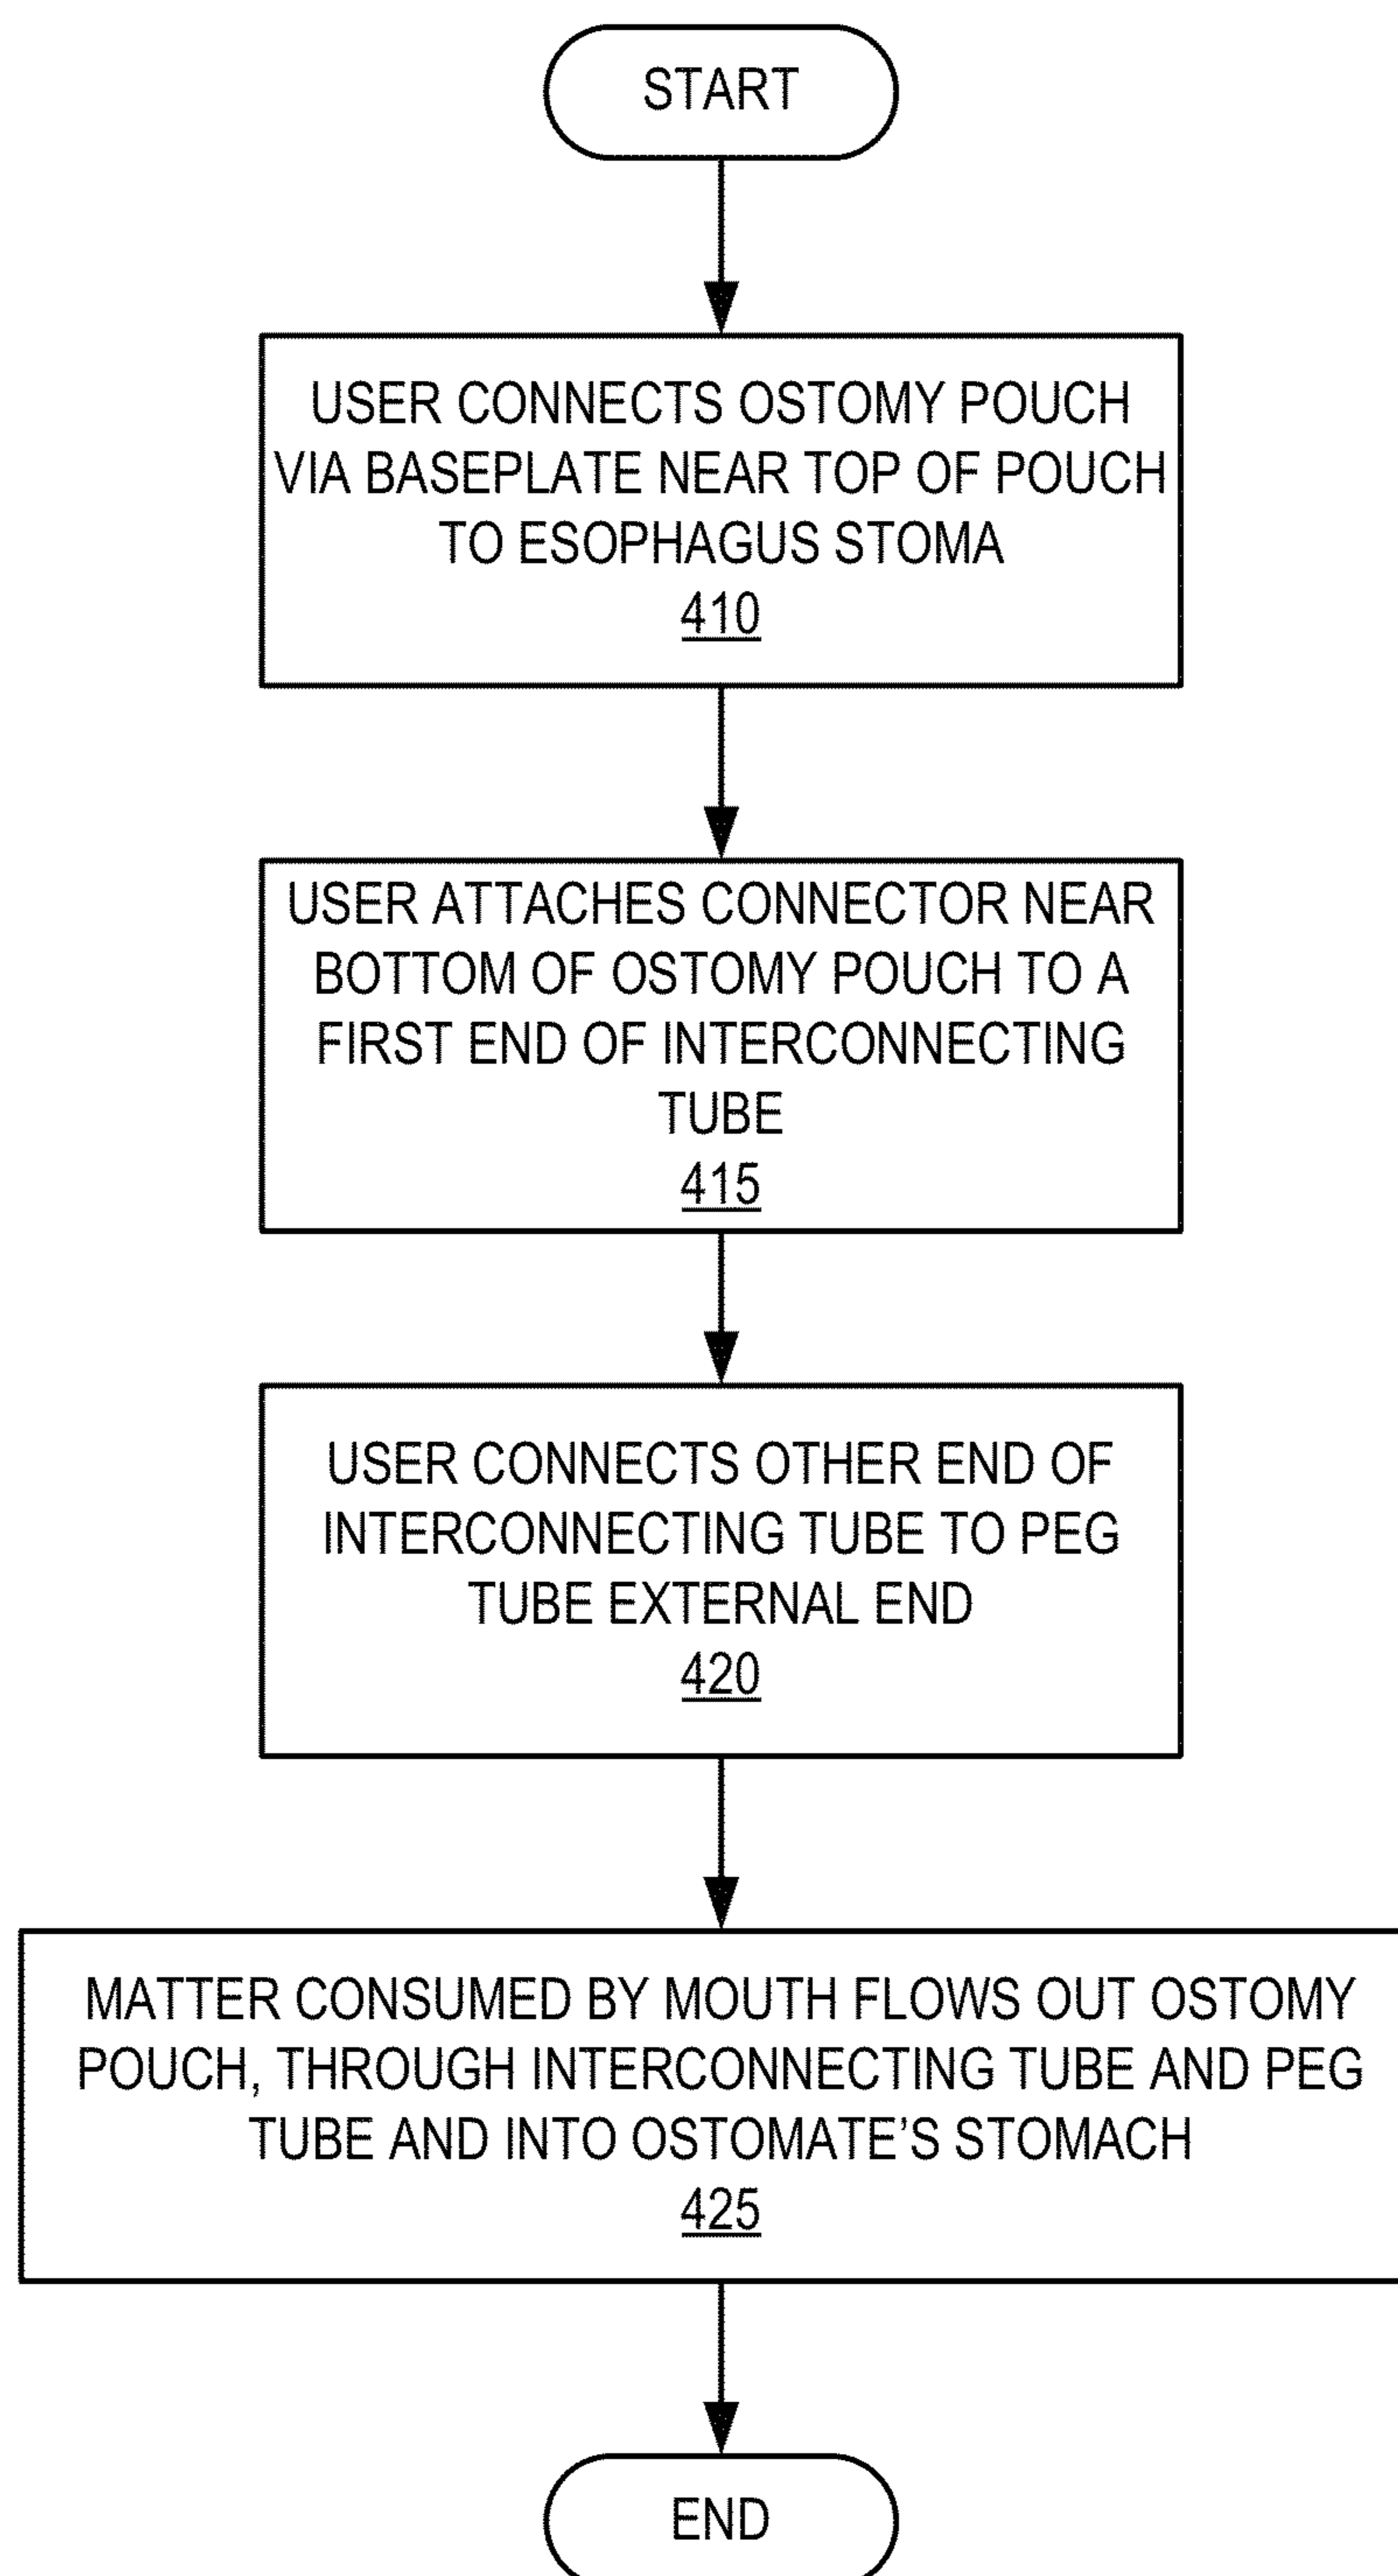 START
USER CONNECTS OSTOMY POUCH
VIA BASEPLATE NEAR TOP OF POUCH
TO ESOPHAGUS STOMA
410
USER ATTACHES CONNECTOR NEAR
BOTTOM OF OSTOMY POUCH TO A
FIRST END OF INTERCONNECTING
TUBE
415
USER CONNECTS OTHER END OF
INTERCONNECTING TUBE TO PEG
TUBE EXTERNAL END
420
MATTER CONSUMED BY MOUTH FLOWS OUT OSTOMY
POUCH, THROUGH INTERCONNECTING TUBE AND PEG
TUBE AND INTO OSTOMATE'S STOMACH
425
END